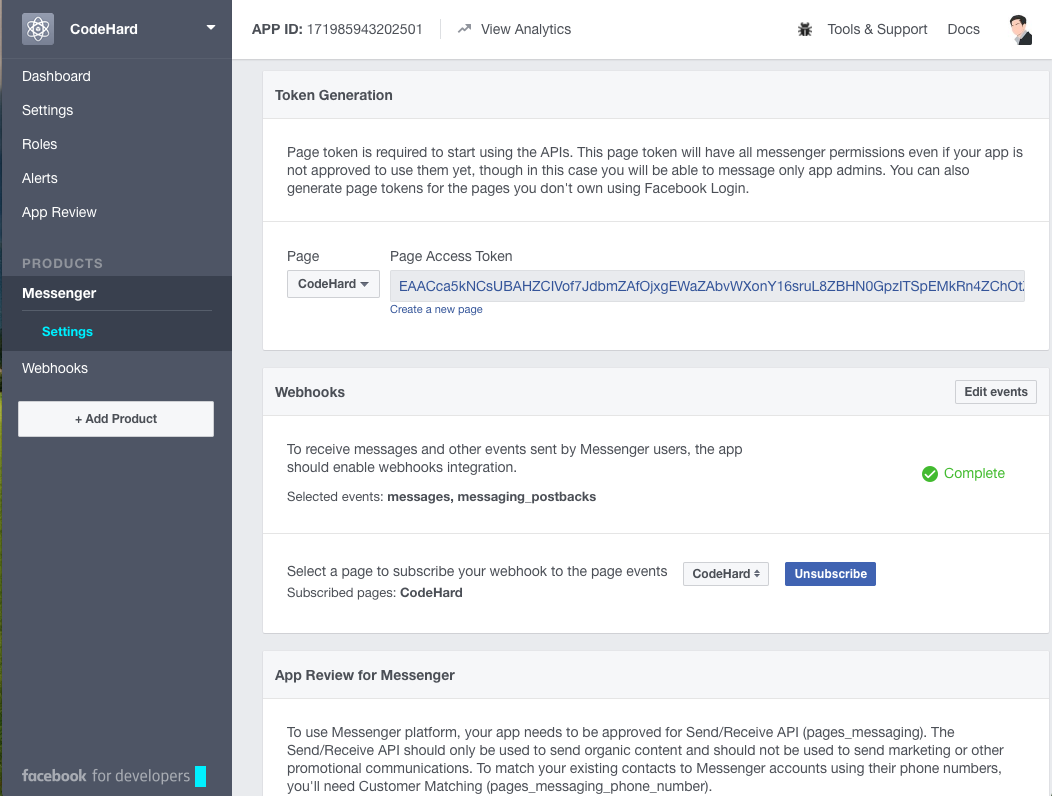 CodeHard
APP ID: 171985943202501
View Analytics
Tools & Support
Docs
Dashboard
Settings
Roles
Alerts
App Review
PRODUCTS
Messenger
Settings
Webhooks
+ Add Product
facebook for developers
Token Generation
Page token is required to start using the APIs. This page token will have all messenger permissions even if your app is
not approved to use them yet, though in this case you will be able to message only app admins. You can also
generate page tokens for the pages you don't own using Facebook Login.
Page
Page Access Token
CodeHard
EAACca5kNCsUBAHZCIVof7JdbmZAfOjxgEWaZAbvWXonY16sruL8ZBHN0GpzITSpEMkRn4ZChOt
Create a new page
Webhooks
Edit events
To receive messages and other events sent by Messenger users, the app
should enable webhooks integration.
Complete
Selected events: messages, messaging_postbacks
Select a page to subscribe your webhook to the page events
CodeHard
Unsubscribe
Subscribed pages: CodeHard
App Review for Messenger
To use Messenger platform, your app needs to be approved for Send/Receive API (pages_messaging). The
Send/Receive API should only be used to send organic content and should not be used to send marketing or other
promotional communications. To match your existing contacts to Messenger accounts using their phone numbers,
you'll need Customer Matching (pages_messaging_phone_number).